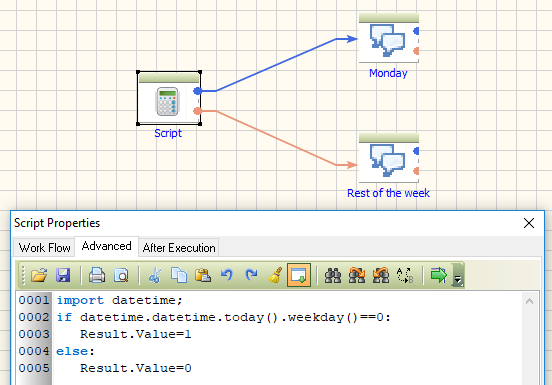 Monday
Script
Rest of the week
Script Properties
Work Flow Advanced After Execution
0001 import datetime;
0002 if datetime.datetime.today().weekday()==0:
0003 Result.Value=1
0004 else:
0005 Result.Value=0